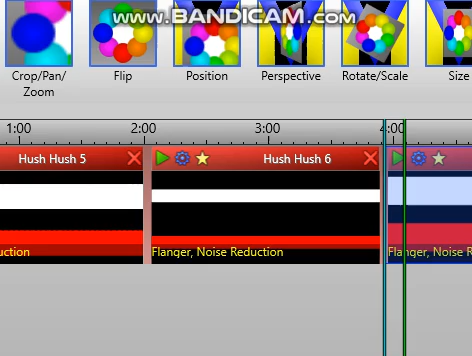 www.BANDICAM.com
Crop/Pan/
Zoom
Flip
Position
Perspective
Rotate/Scale
Size
1:00
2:00
3:00
4:00
Hush Hush 5
Hush Hush 6
uction
Flanger, Noise Reduction
Flanger, Noise R